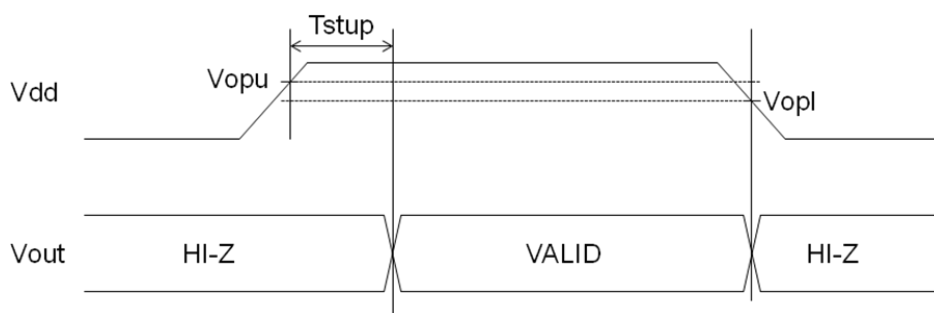 Tstup
Vopu
Vdd
Vopl
Vout HI-Z VALID HI-Z